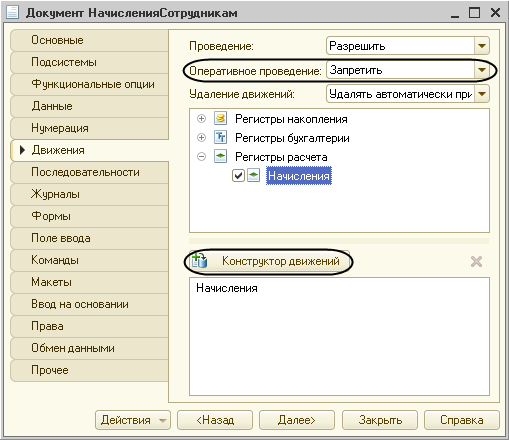 Документ НачисленияСотрудникам
Основные
Подсистемы
Функциональные опции
Данные
Нумерация
Движения
Последовательности
Журналы
Формы
Поле ввода
Команды
Макеты
Ввод на основании
Права
Обмен данными
Прочее
Проведение: Разрешить
Оперативное проведение: Запретить
Удаление движений: Удалять автоматически при
Регистры накопления
Регистры бухгалтерии
Регистры расчета
Начисления
Конструктор движений
Начисления
Действия <Назад Далее> Закрыть Справка